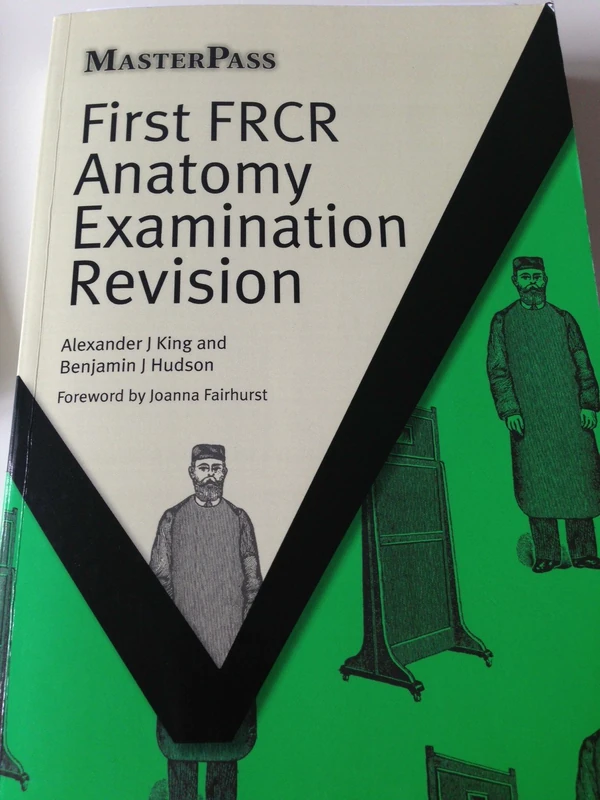 MASTERPASS
First FRCR
Anatomy
Examination
Revision
Alexander J King and
Benjamin J Hudson
Foreword by Joanna Fairhurst